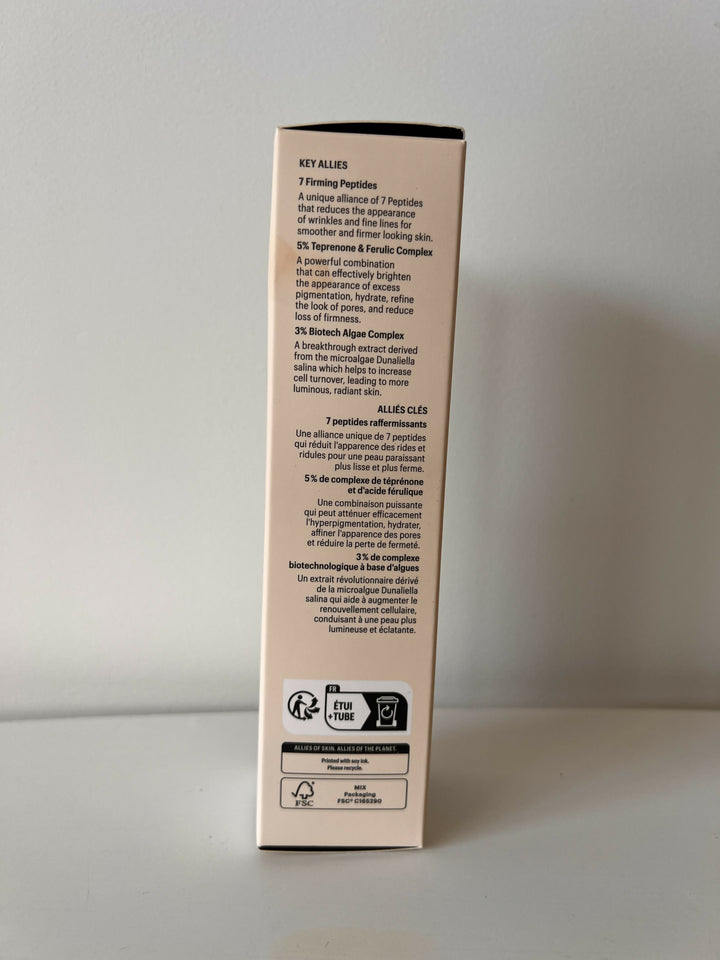 KEY ALLIES
7 Firming Peptides
A unique alliance of 7 Peptides
that reduces the appearance
of wrinkles and fine lines for
smoother and firmer looking skin.
5% Teprenone & Ferulic Complex
A powerful combination
that can effectively brighten
the appearance of excess
pigmentation, hydrate, refine
the look of pores, and reduce
loss of firmness.
3% Biotech Algae Complex
A breakthrough extract derived
from the microalgae Dunaliella
salina which helps to increase
cell turnover, leading to more
luminous, radiant skin.
ALLIÉS CLÉS
7 peptides raffermissants
Une alliance unique de 7 peptides
qui réduit l'apparence des rides et
ridules pour une peau paraissant
plus lisse et plus ferme.
5% de complexe de téprénone
et d'acide férulique
Une combinaison puissante
qui peut atténuer efficacement
l'hyperpigmentation, hydrater,
affiner l'apparence des pores
et réduire la perte de fermeté.
3% de complexe
biotechnologique à base d'algues
Un extrait révolutionnaire dérivé
de la microalgue Dunaliella
salina qui aide à augmenter le
renouvellement cellulaire,
conduisant à une peau plus
lumineuse et éclatante.
FR
ÉTUI
+TUBE
ALLIES OF SKIN. ALLIES OF THE PLANET.
Printed with soy ink.
Please recycle.
FSC
MIX
Packaging
FSC® C165290